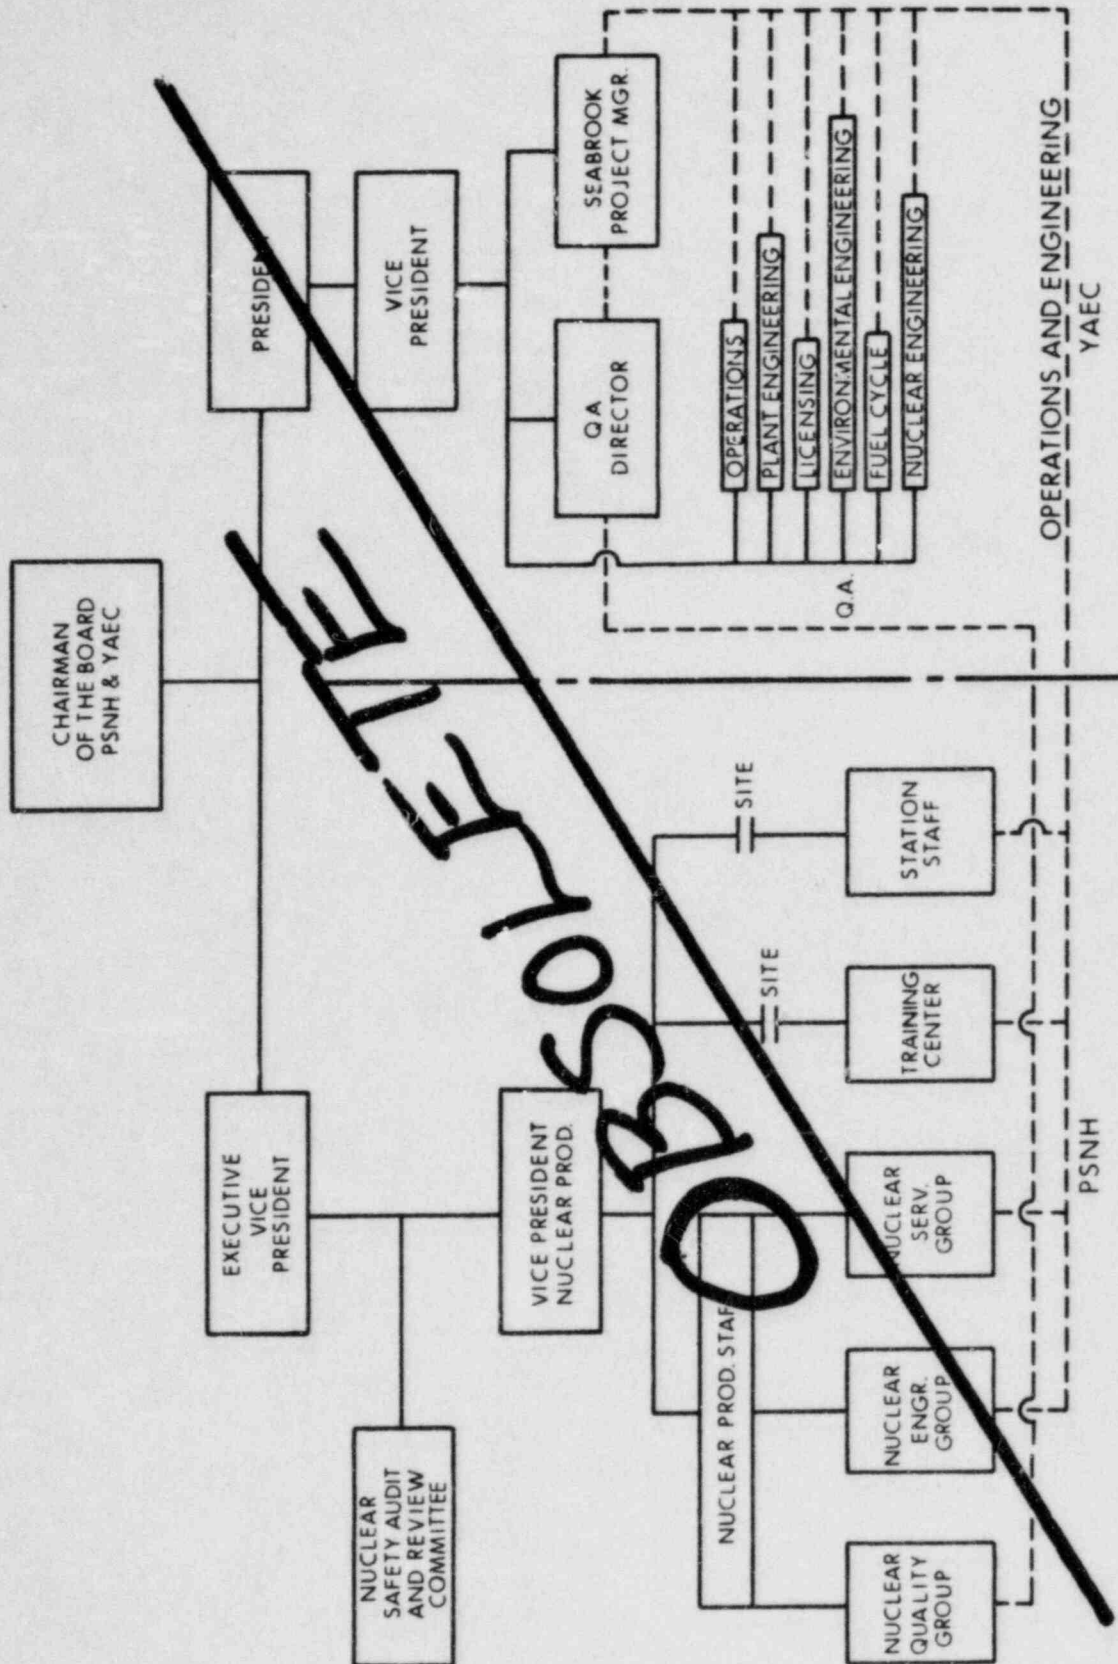 CHAIRMAN
OF THE BOARD
PSNH & YAEC
EXECUTIVE
VICE
PRESIDENT
PRESIDE
VICE
PRESIDENT
NUCLEAR
SAFETY AUDIT
AND REVIEW
COMMITTEE
OBSOLETE
VICE PRESIDENT
NUCLEAR PROD.
QA
DIRECTOR
SEABROOK
PROJECT MGR.
NUCLEAR PROD. STAF
SITE
SITE
OPERATIONS
PLANT ENGINEERING
LICENSING
ENVIRONMENTAL ENGINEERING
FUEL CYCLE
NUCLEAR ENGINEERING
Q.A.
NUCLEAR
QUALITY
GROUP
NUCLEAR
ENGR.
GROUP
NUCLEAR
SERV.
GROUP
TRAINING
CENTER
STATION
STAFF
OPERATIONS AND ENGINEERING
PSNH
YAEC